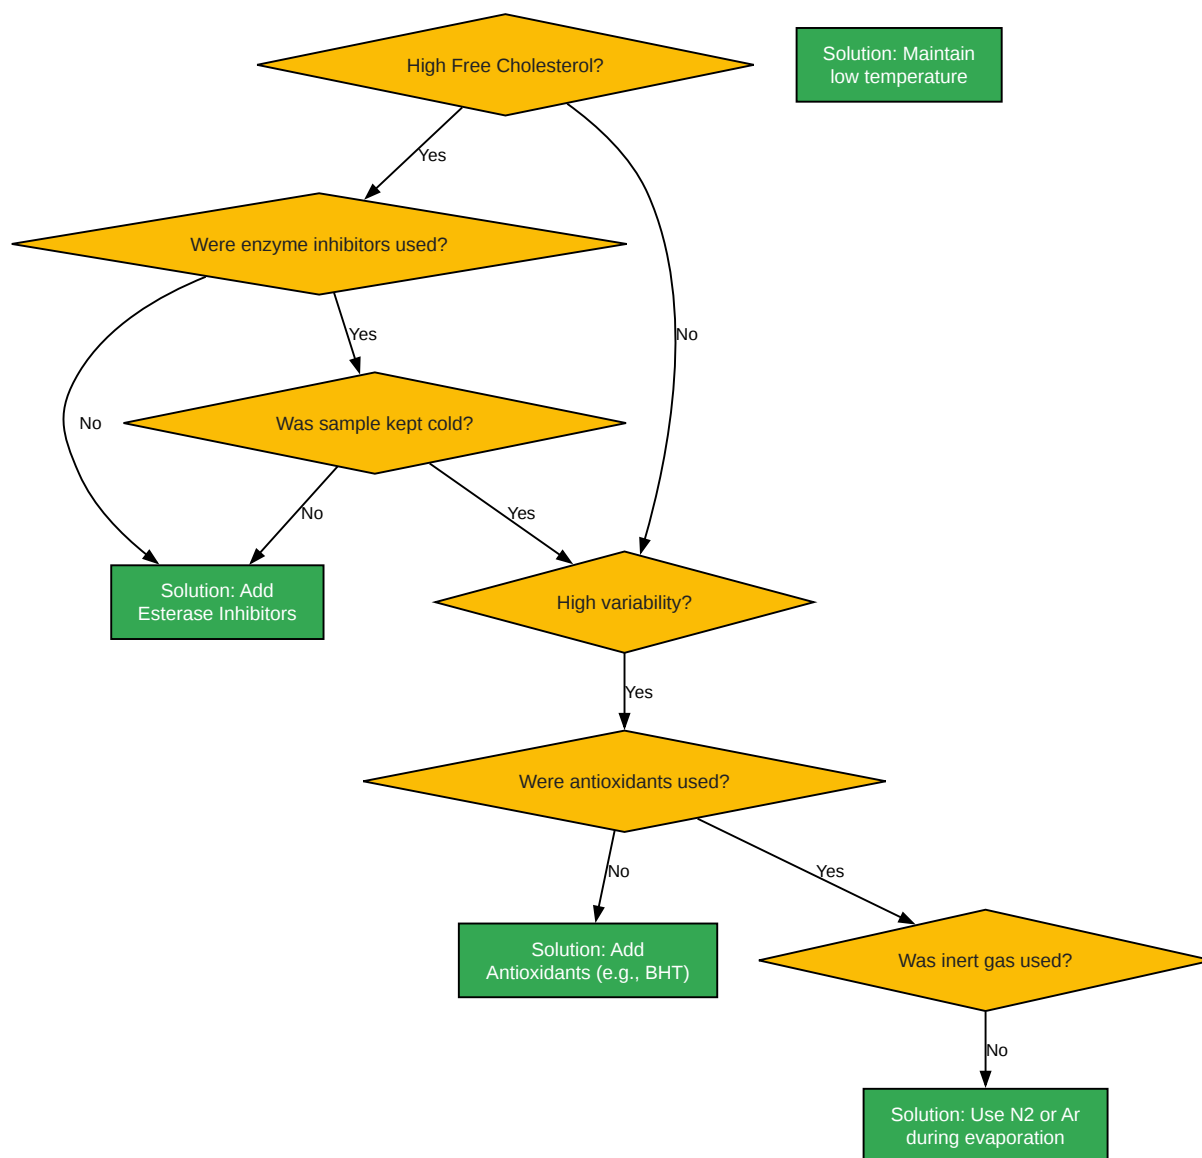 High Free Cholesterol?
Solution: Maintain
low temperature
Yes
Were enzyme inhibitors used?
Yes
No
No
Was sample kept cold?
No
Yes
Solution: Add
Esterase Inhibitors
High variability?
Yes
Were antioxidants used?
No
Yes
Solution: Add
Antioxidants (e.g., BHT)
Was inert gas used?
No
Solution: Use N2 or Ar
during evaporation